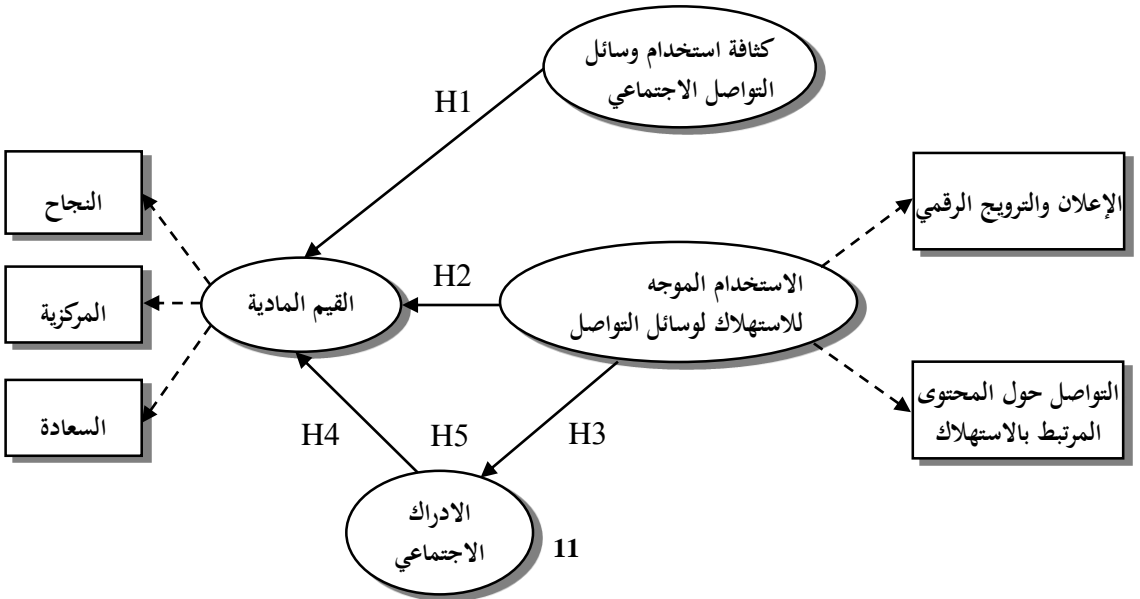 كثافة استخدام وسائل
التواصل الاجتماعي
H1
الإعلان والترويج الرقمي
النجاح
الاستخدام الموجه
للاستهلاك لوسائل التواصل
H2
القيم المادية
المركزية
التواصل حول المحتوى
المرتبط بالاستهلاك
السعادة
H3
H5
H4
الادراك
الاجتماعي
11